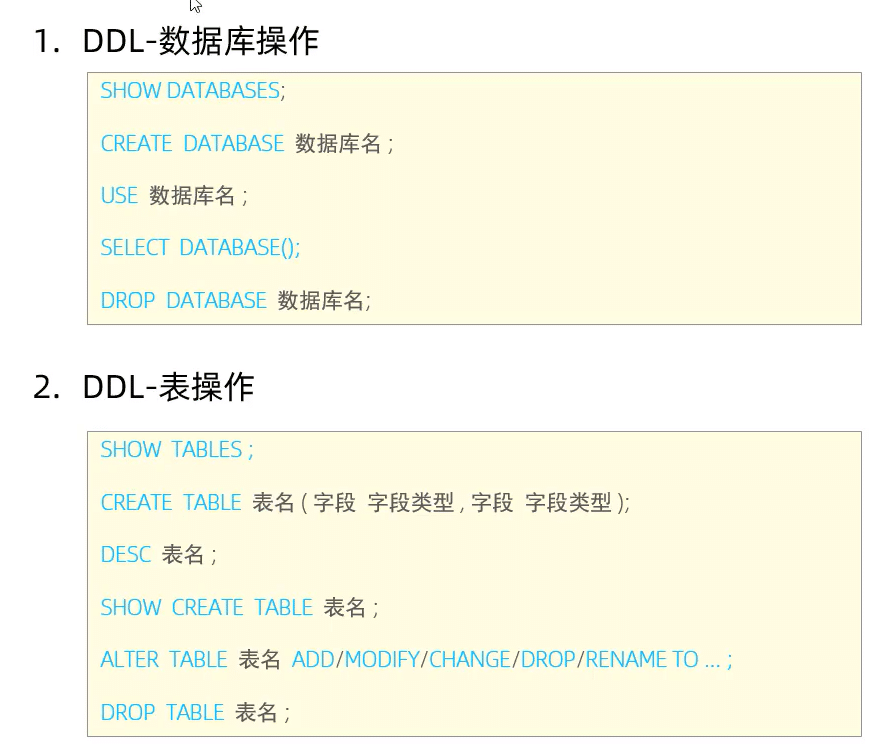 1. DDL-数据库操作
SHOW DATABASES;
CREATE DATABASE 数据库名 ;
USE 数据库名 ;
SELECT DATABASE();
DROP DATABASE 数据库名;
2. DDL-表操作
SHOW TABLES ;
CREATE TABLE 表名 ( 字段 字段类型 , 字段 字段类型 );
DESC 表名 ;
SHOW CREATE TABLE 表名 ;
ALTER TABLE 表名 ADD/MODIFY/CHANGE/DROP/RENAME TO ... ;
DROP TABLE 表名 ;